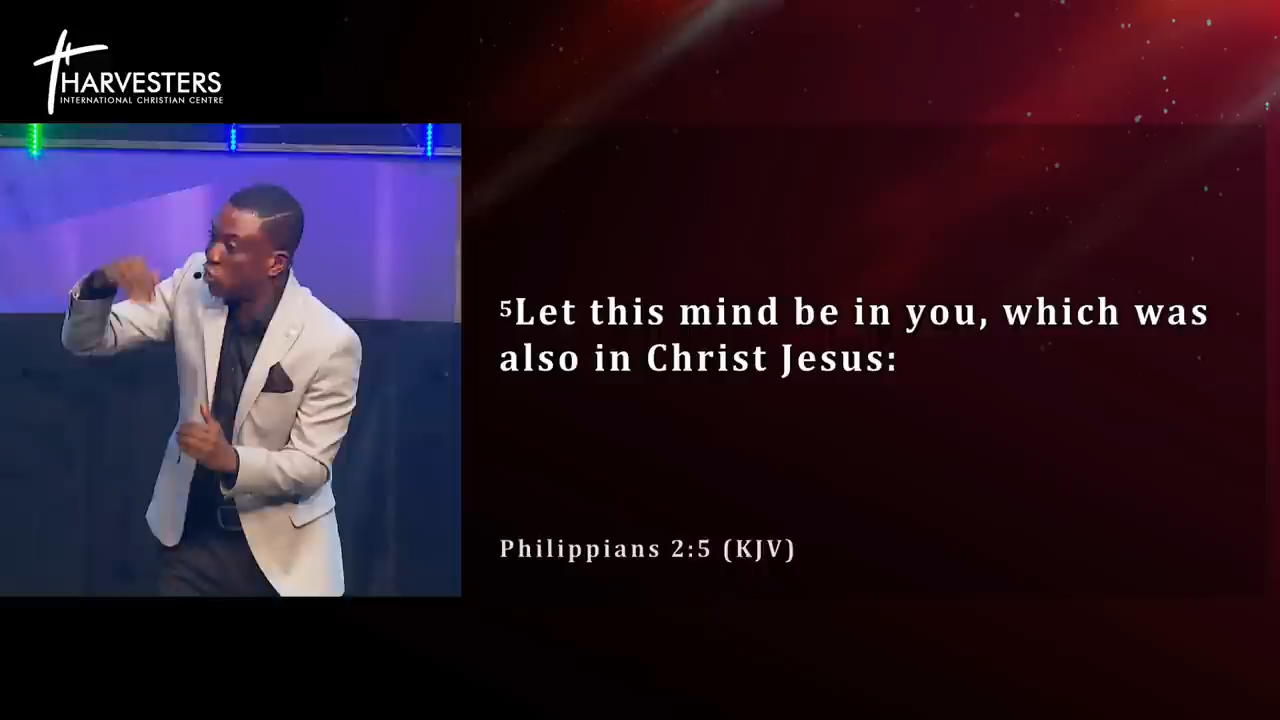 HARVESTERS
INTERNATIONAL CHRISTIAN CENTRE
5Let this mind be in you, which was
also in Christ Jesus:
Philippians 2:5 (KJV)